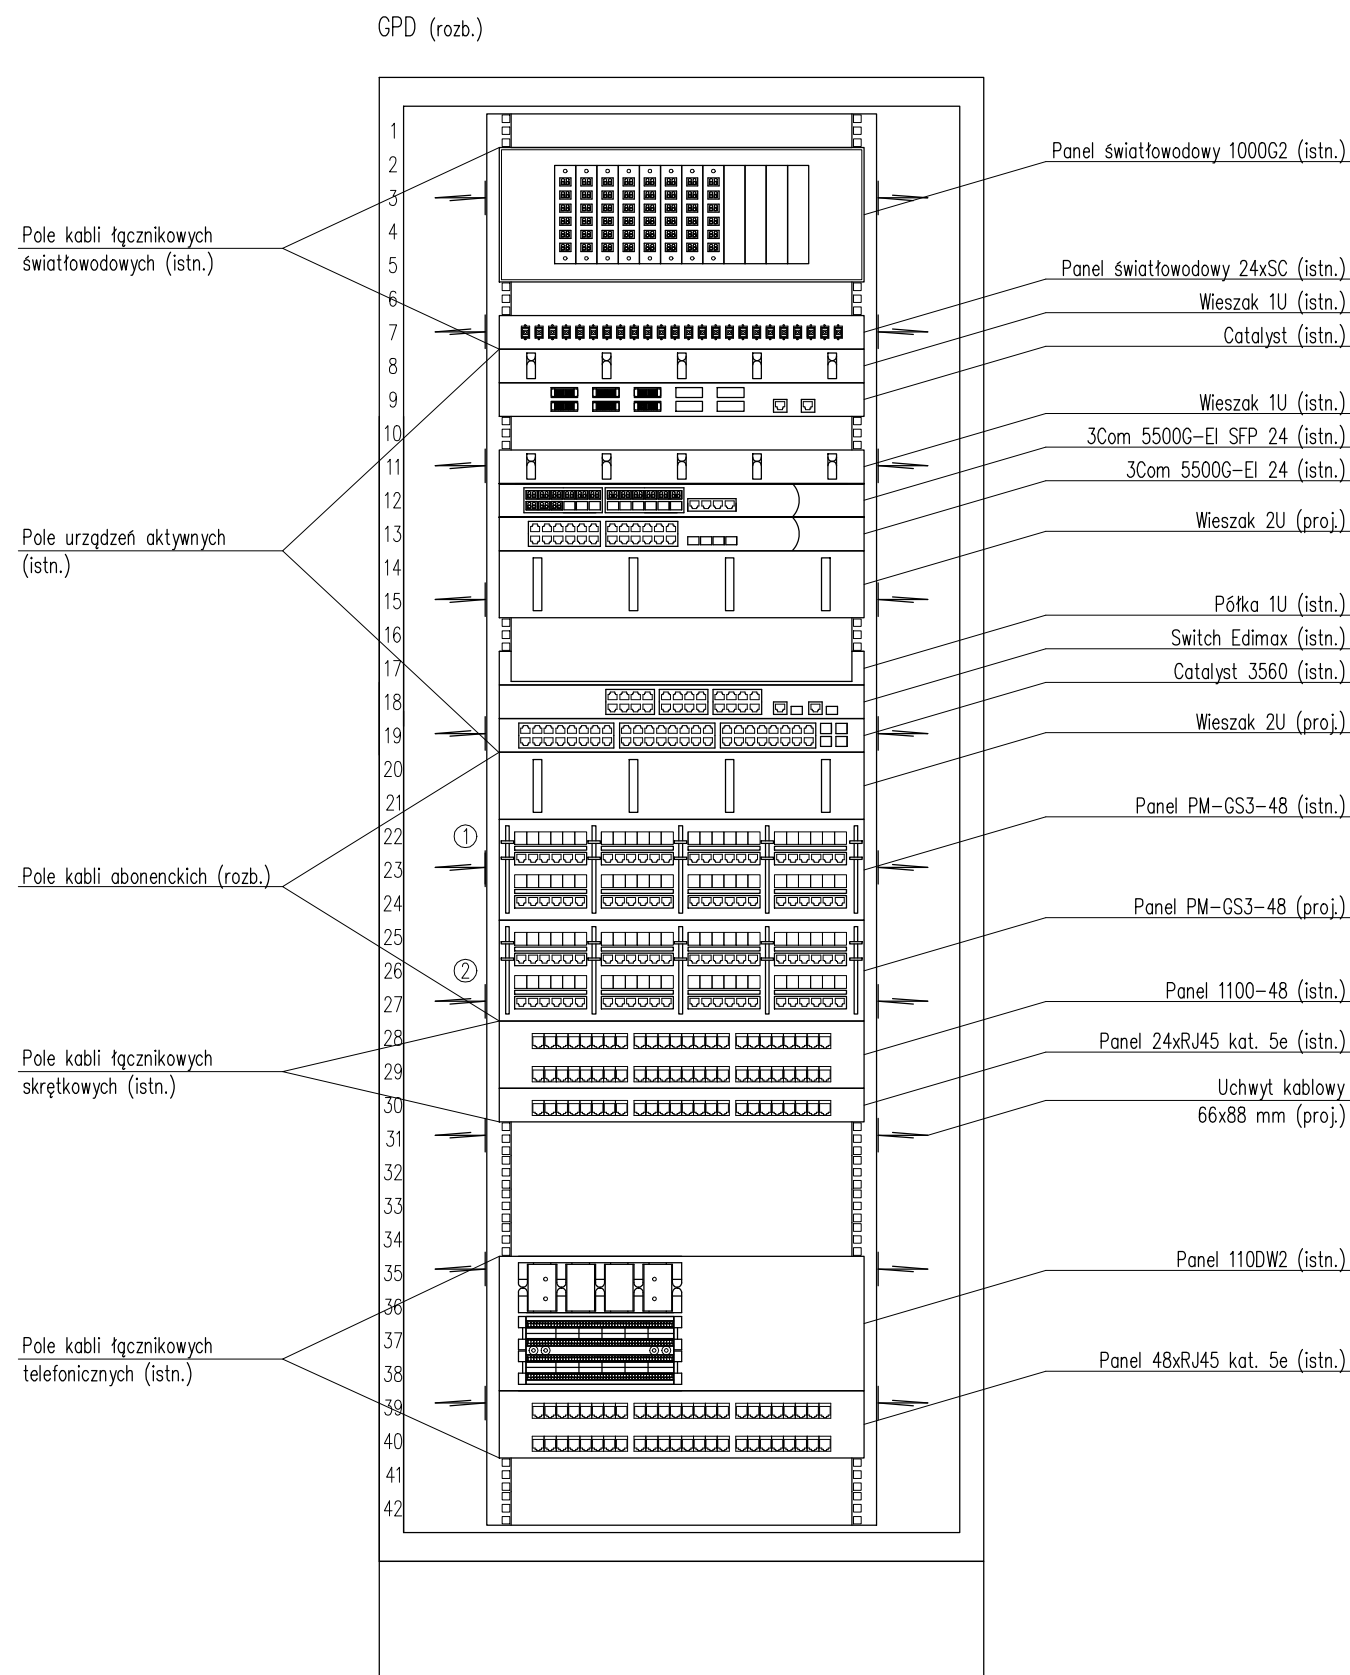 GPD (rozb.)
1
2
3
4
5
6
7
8
9
10
11
12
13
14
15
16
17
18
19
20
21
22
23
24
25
26
27
28
29
30
31
32
33
34
35
36
37
38
39
40
41
42
Pole kabli łącznikowych
światłowodowych (istn.)
Pole urządzeń aktywnych
(istn.)
Pole kabli abonenckich (rozb.)
Pole kabli łącznikowych
skrętkowych (istn.)
Pole kabli łącznikowych
telefonicznych (istn.)
1
2
Panel światłowodowy 1000G2 (istn.)
Panel światłowodowy 24xSC (istn.)
Wieszak 1U (istn.)
Catalyst (istn.)
Wieszak 1U (istn.)
3Com 5500G-EI SFP 24 (istn.)
3Com 5500G-EI 24 (istn.)
Wieszak 2U (proj.)
Półka 1U (istn.)
Switch Edimax (istn.)
Catalyst 3560 (istn.)
Wieszak 2U (proj.)
Panel PM-GS3-48 (istn.)
Panel PM-GS3-48 (proj.)
Panel 1100-48 (istn.)
Panel 24xRJ45 kat. 5e (istn.)
Uchwyt kablowy
66x88 mm (proj.)
Panel 110DW2 (istn.)
Panel 48xRJ45 kat. 5e (istn.)